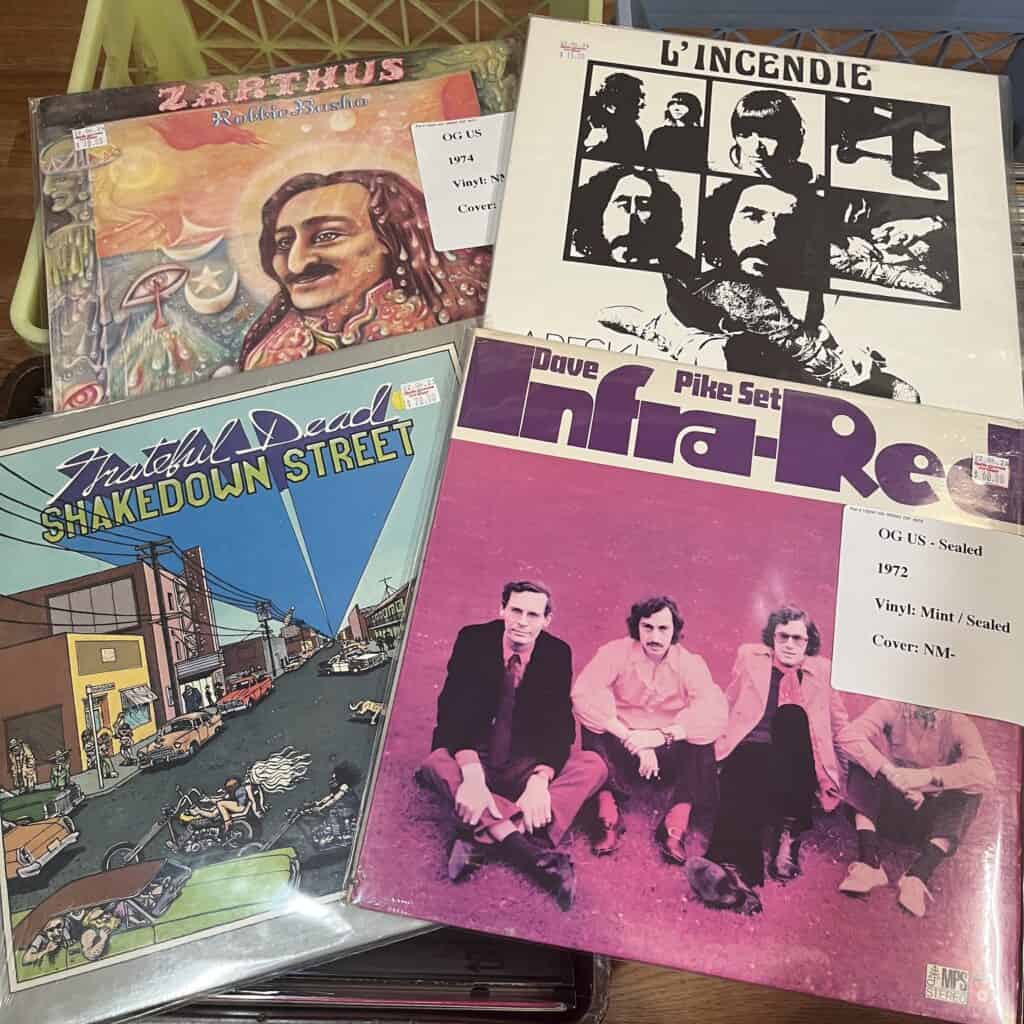 ZARTHUS
Robbie Basho
OG US
1974
Vinyl: NM
Cover:
L'INCENDIE
Grateful Dead
SHAKEDOWN STREET
Dave
Pike Set
Infra-Red
OG US - Sealed
1972
Vinyl: Mint / Sealed
Cover: NM-
MPS
STEREO